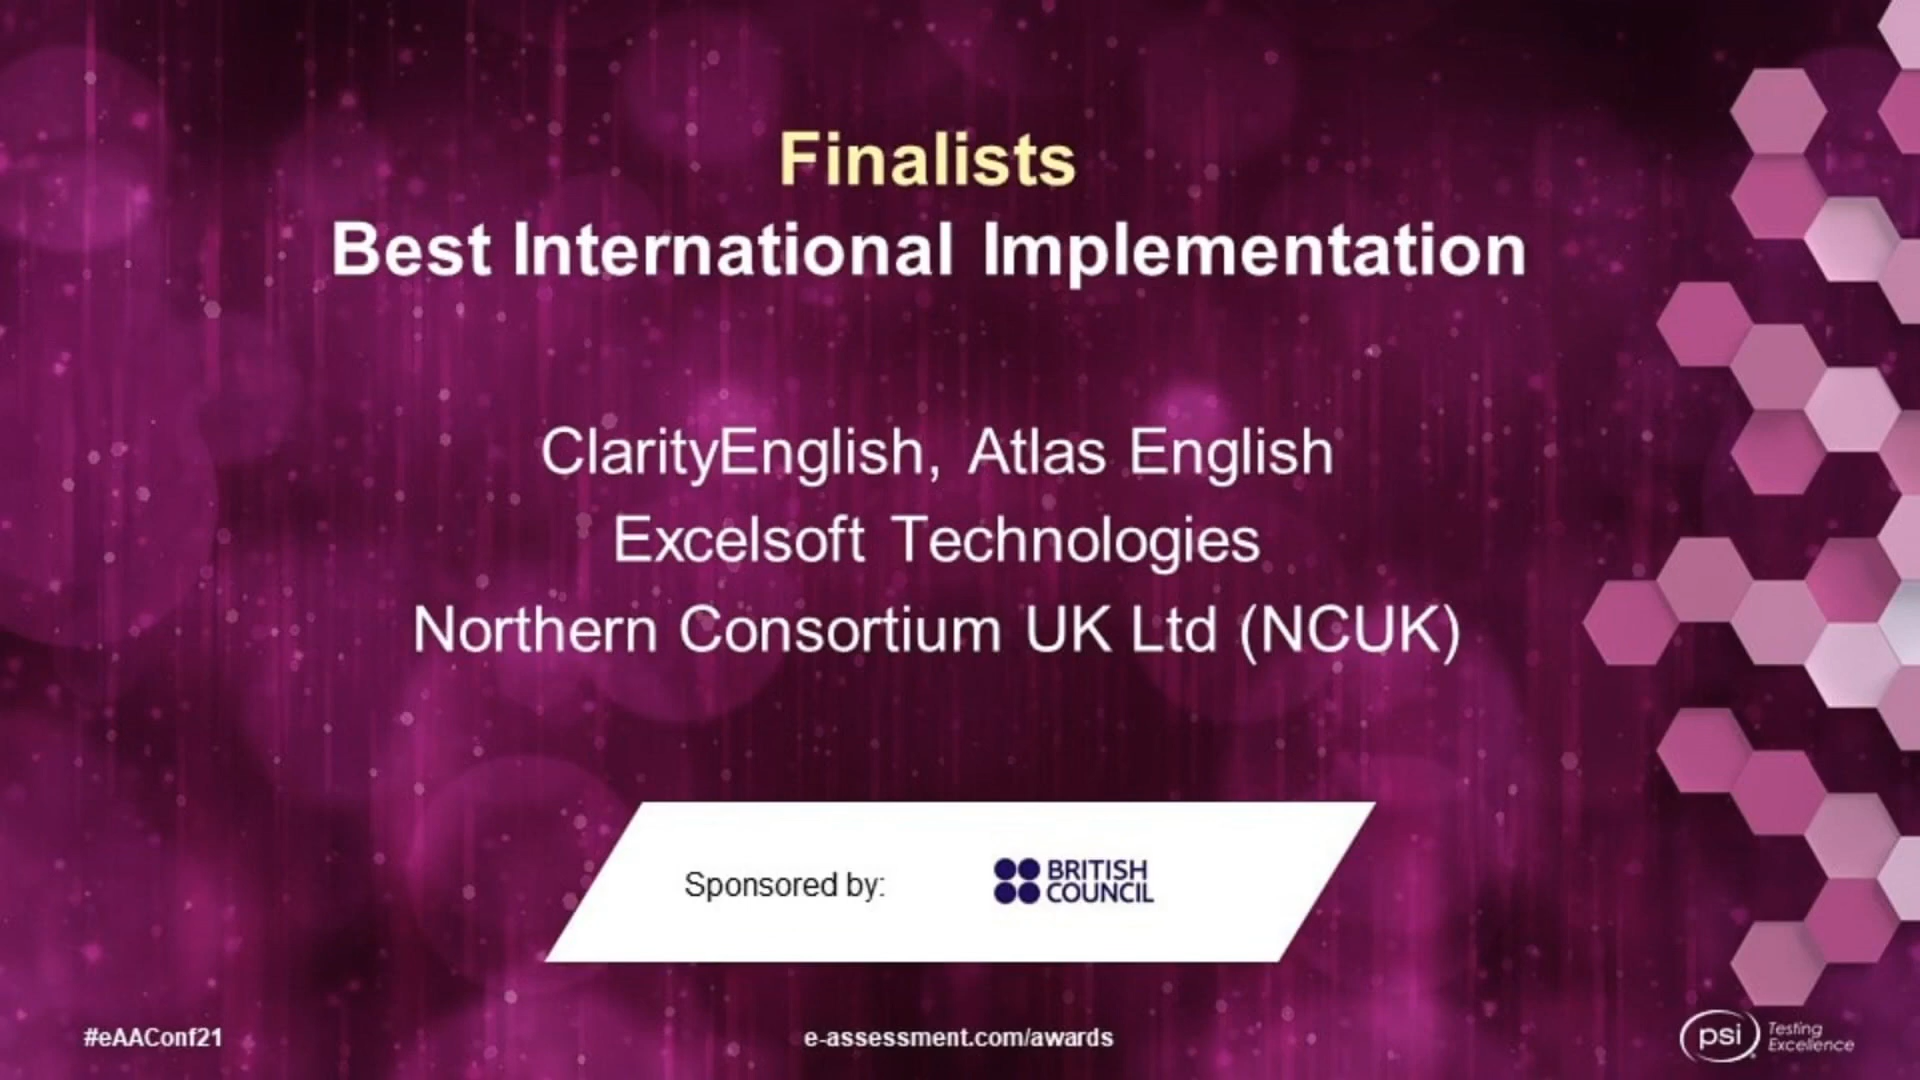 Finalists
Best International Implementation
ClarityEnglish, Atlas English
Excelsoft Technologies
Northern Consortium UK Ltd (NCUK)
Sponsored by:
BRITISH
COUNCIL
#eAAConf21
e-assessment.com/awards
psi
Testing
Excellence